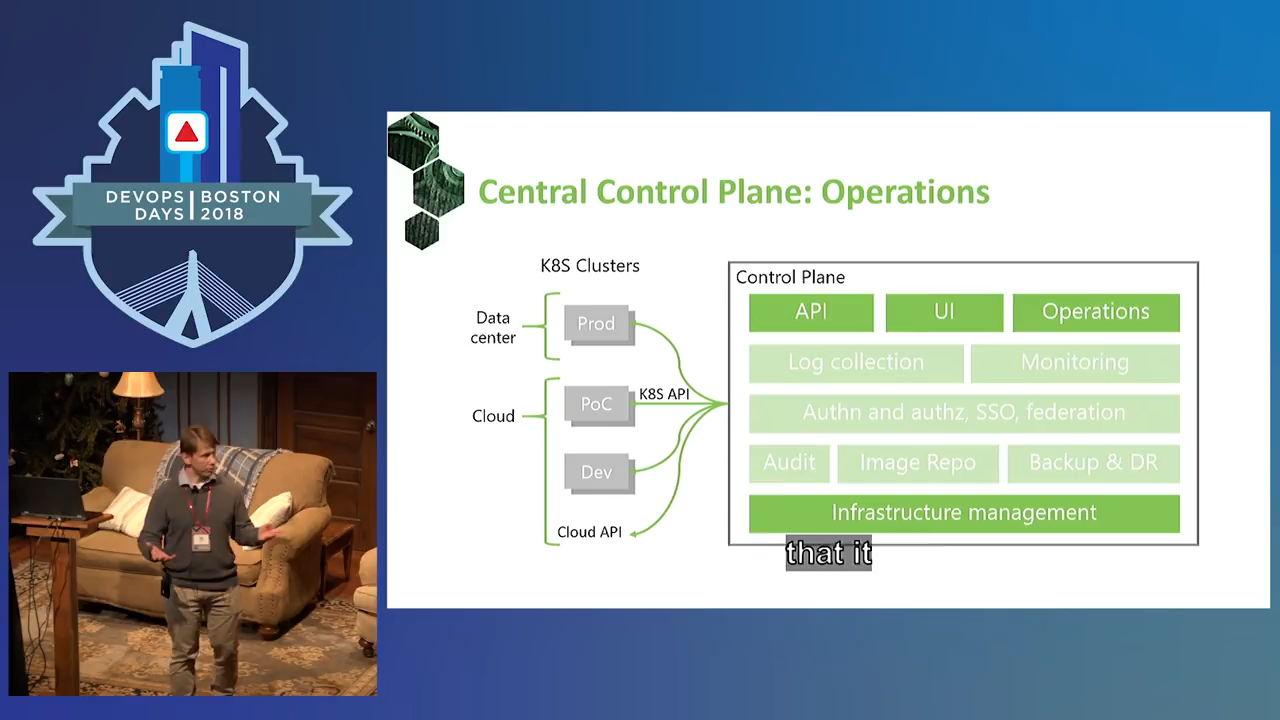 DEVOPS BOSTON
DAYS 2018
Central Control Plane: Operations
K8S Clusters
Data
center
Prod
Cloud
PoC
K8S API
Dev
Cloud API
Control Plane
API UI Operations
Log collection Monitoring
Authn and authz, SSO, federation
Audit Image Repo Backup & DR
Infrastructure management
that it